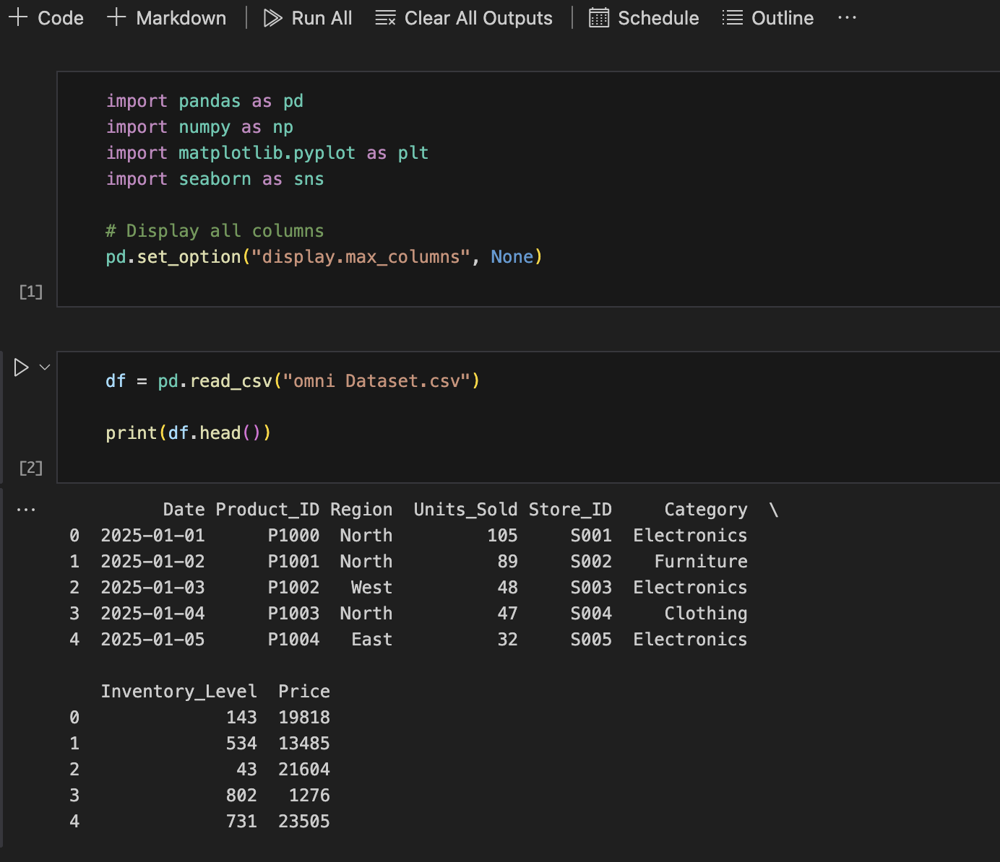 Code Markdown Run All Clear All Outputs Schedule Outline ...
import pandas as pd
import numpy as np
import matplotlib.pyplot as plt
import seaborn as sns
# Display all columns
pd.set_option("display.max_columns", None)
[1]
df = pd.read_csv("omni Dataset.csv")
print(df.head())
[2]
... Date Product_ID Region Units_Sold Store_ID Category \
0 2025-01-01 P1000 North 105 S001 Electronics
1 2025-01-02 P1001 North 89 S002 Furniture
2 2025-01-03 P1002 West 48 S003 Electronics
3 2025-01-04 P1003 North 47 S004 Clothing
4 2025-01-05 P1004 East 32 S005 Electronics
Inventory_Level Price
0 143 19818
1 534 13485
2 43 21604
3 802 1276
4 731 23505